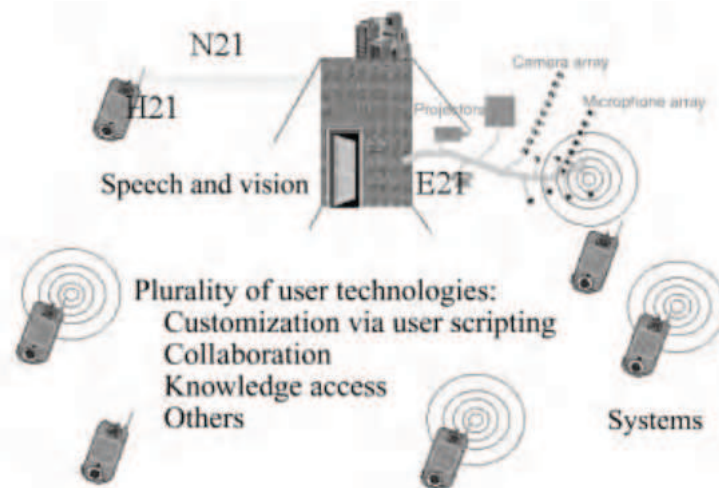 N21
Camera array
H21
Projectors
Microphone array
Speech and vision
E21
Plurality of user technologies:
Customization via user scripting
Collaboration
Knowledge access
Others
Systems